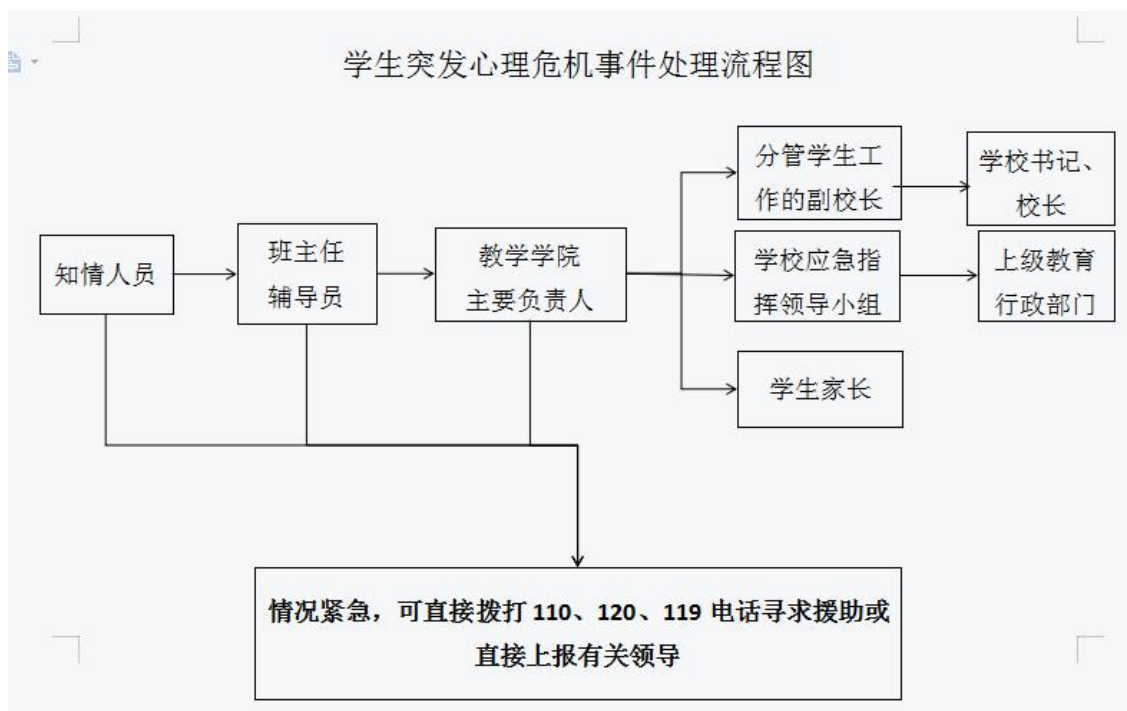 学生突发心理危机事件处理流程图
知情人员
班主任
辅导员
教学学院
主要负责人
分管学生工
作的副校长
学校书记、
校长
学校应急指
挥领导小组
上级教育
行政部门
学生家长
情况紧急，可直接拨打 110、120、119 电话寻求援助或
直接上报有关领导